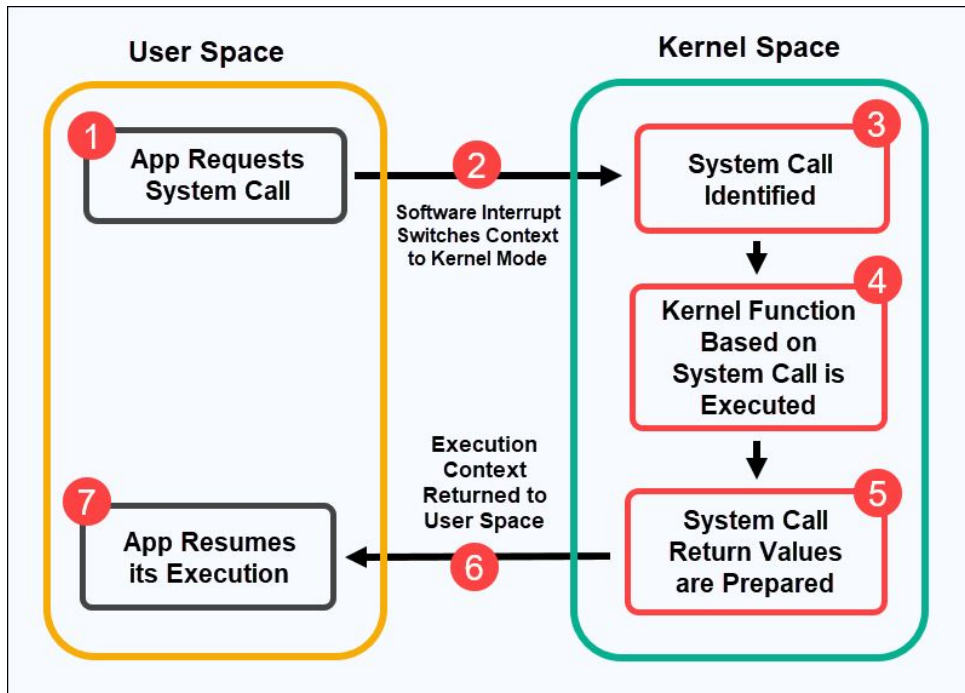 User Space
Kernel Space
1
App Requests
System Call
2
Software Interrupt
Switches Context
to Kernel Mode
3
System Call
Identified
4
Kernel Function
Based on
System Call is
Executed
5
System Call
Return Values
are Prepared
Execution
Context
Returned to
User Space
6
7
App Resumes
its Execution